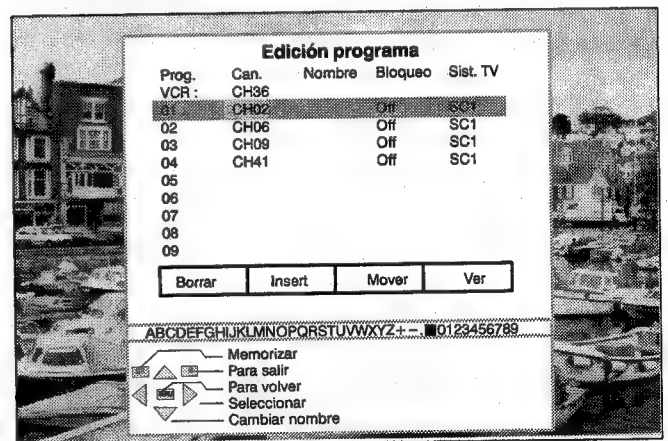 Edición programa
Prog. Can. Nombre Bloqueo Sist. TV
VCR : CH36
01 CH02 Off SC1
02 CH06 Off SC1
03 CH09 Off SC1
04 CH41 Off SC1
05
06
07
08
09
Borrar Insert Mover Ver
ABCDEFGHIJKLMNOPQRSTUVWXYZ+−.■0123456789
Memorizar
Para salir
Para volver
Seleccionar
Cambiar nombre